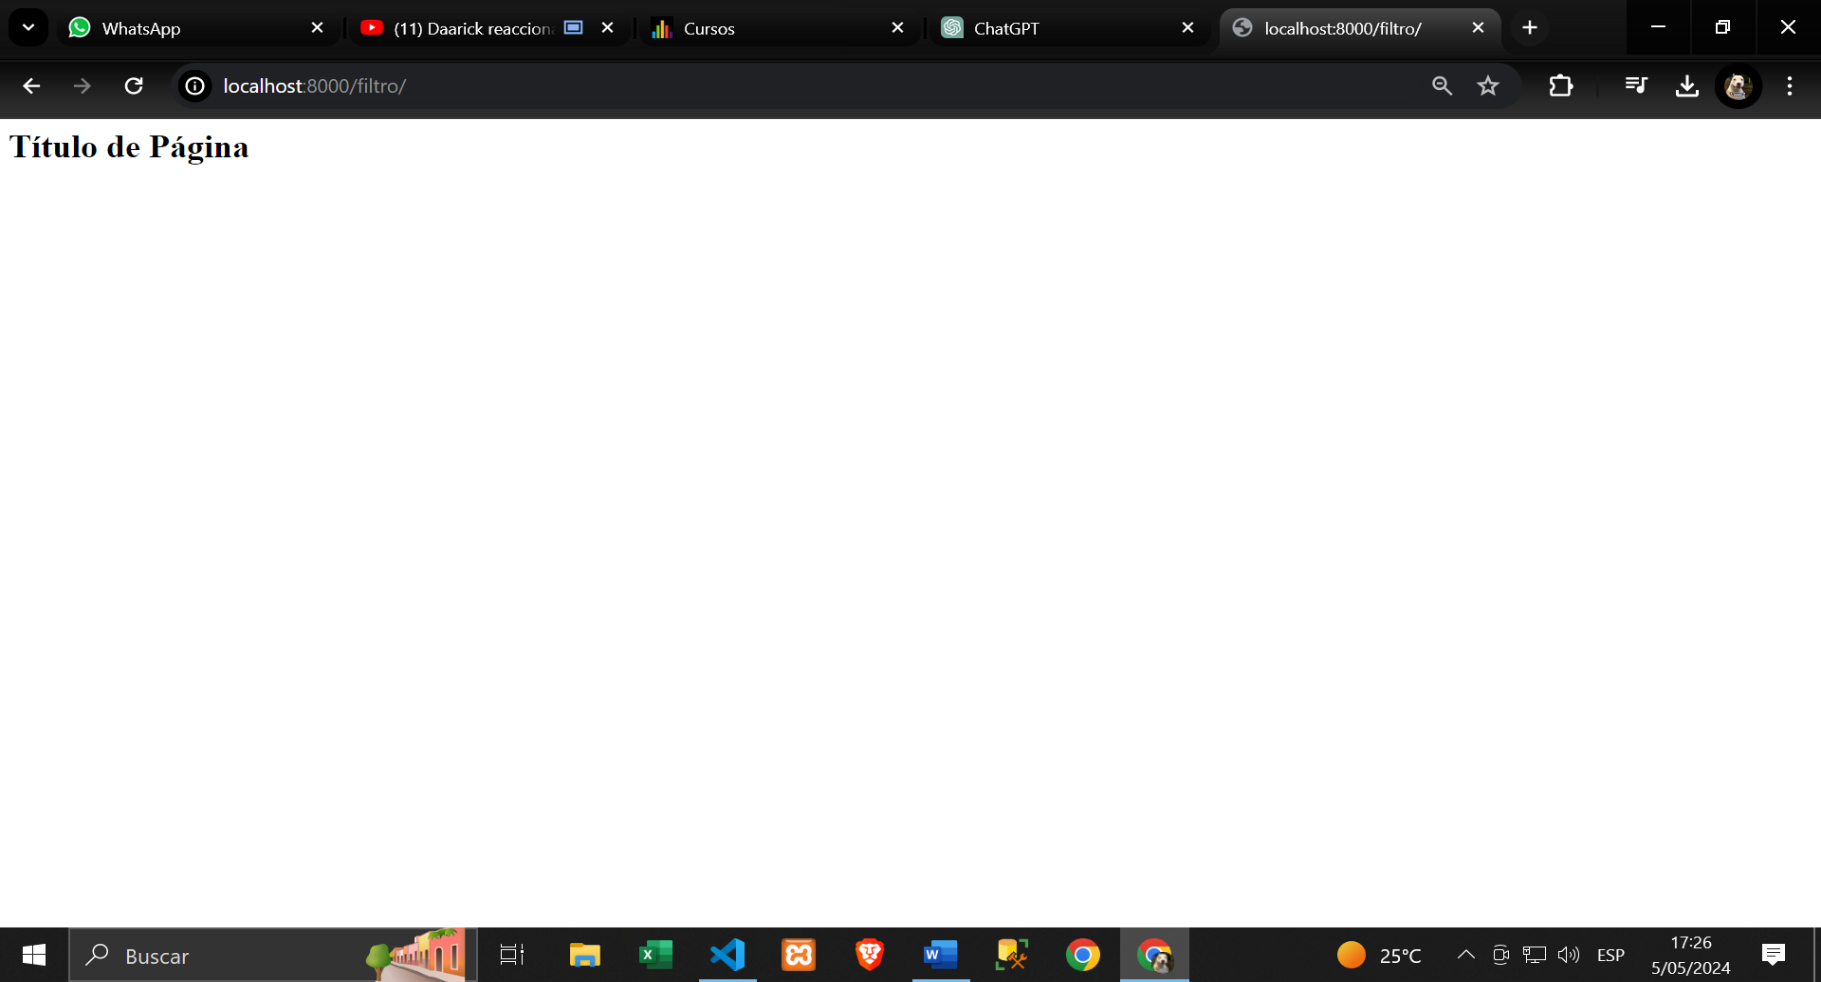 WhatsApp
(11) Daarick reacciona
Cursos
ChatGPT
localhost:8000/filtro/
localhost:8000/filtro/
Título de Página
Buscar
25°C
ESP
17:26
5/05/2024